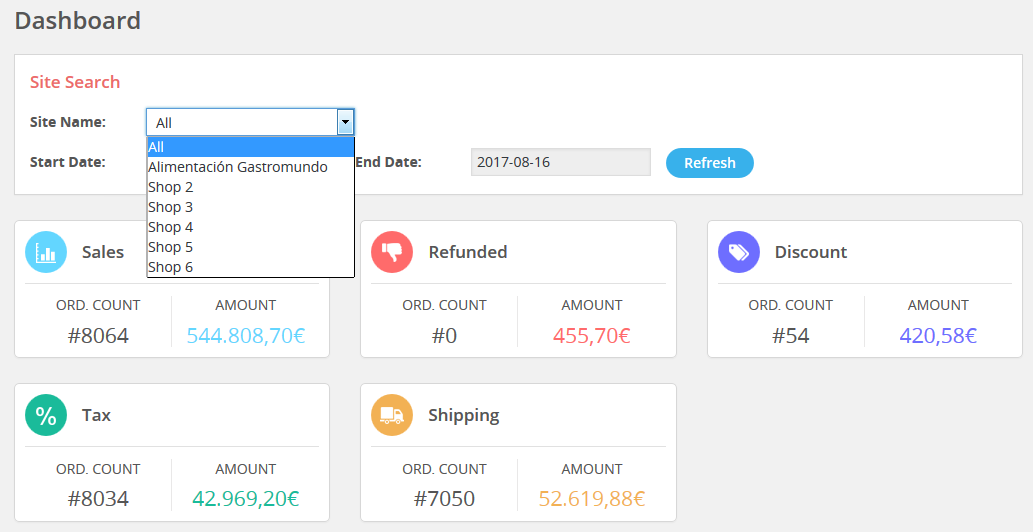 Dashboard
Site Search
Site Name: All
All
Alimentación Gastromundo
Shop 2
Shop 3
Shop 4
Shop 5
Shop 6
Start Date: End Date: 2017-08-16 Refresh
Sales Refunded Discount
ORD. COUNT AMOUNT ORD. COUNT AMOUNT ORD. COUNT AMOUNT
#8064 544.808,70€ #0 455,70€ #54 420,58€
% Tax Shipping
ORD. COUNT AMOUNT ORD. COUNT AMOUNT
#8034 42.969,20€ #7050 52.619,88€